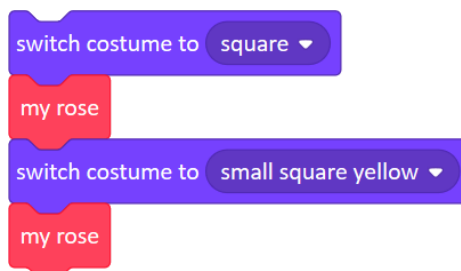 switch costume to square
my rose
switch costume to small square yellow
my rose